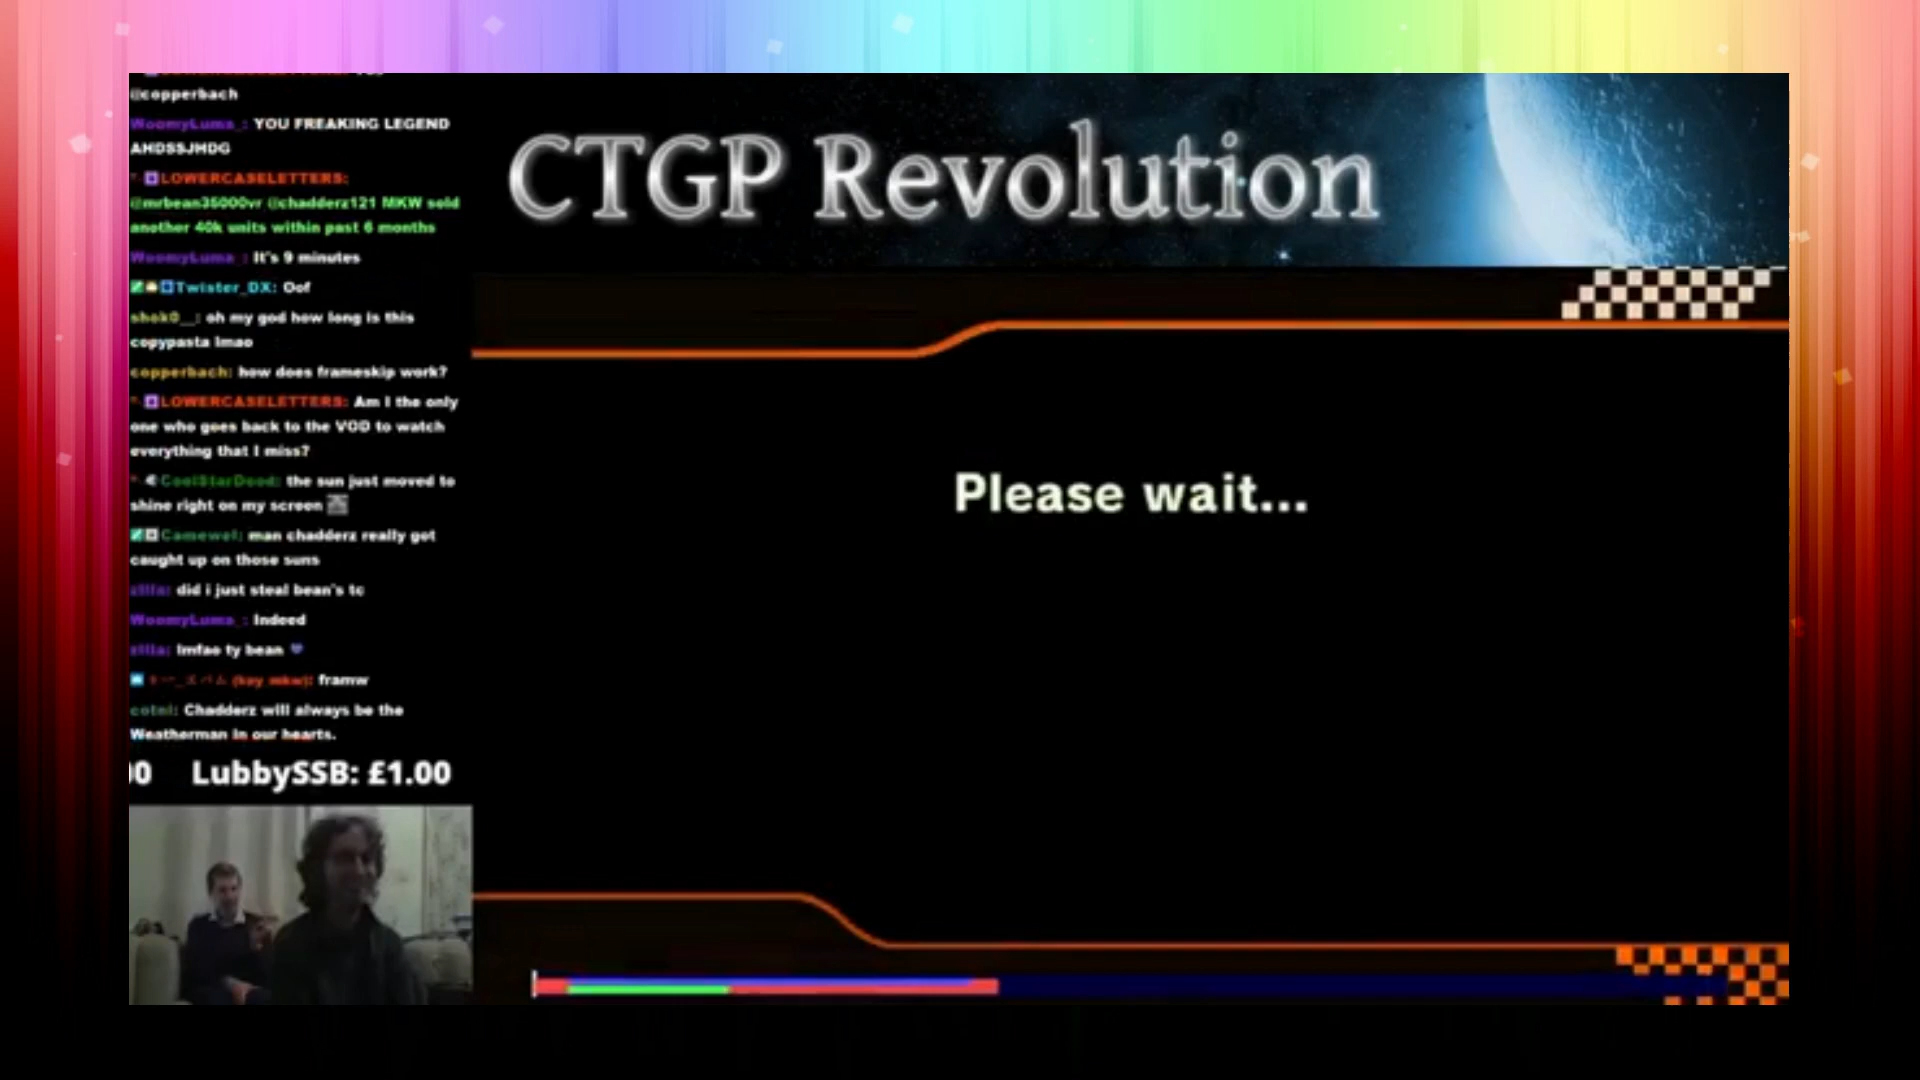 @copperbach
WoomyLuma_: YOU FREAKING LEGEND
AHDSSJHDG
LOWERCASELETTERS:
@mrbean35000vr @chadderz121 MKW sold
another 40k units within past 6 months
WoomyLuma_: It's 9 minutes
Twister_DX: Oof
shok0__: oh my god how long is this
copypasta lmao
copperbach: how does frameskip work?
LOWERCASELETTERS: Am I the only
one who goes back to the VOD to watch
everything that I miss?
CoolStarDood: the sun just moved to
shine right on my screen
Camewel: man chadderz really got
caught up on those suns
did i just steal bean's tc
WoomyLuma_: Indeed
lmfao ty bean
(kay mkw): framw
Chadderz will always be the
Weatherman in our hearts.
00 LubbySSB: £1.00
CTGP Revolution
Please wait...